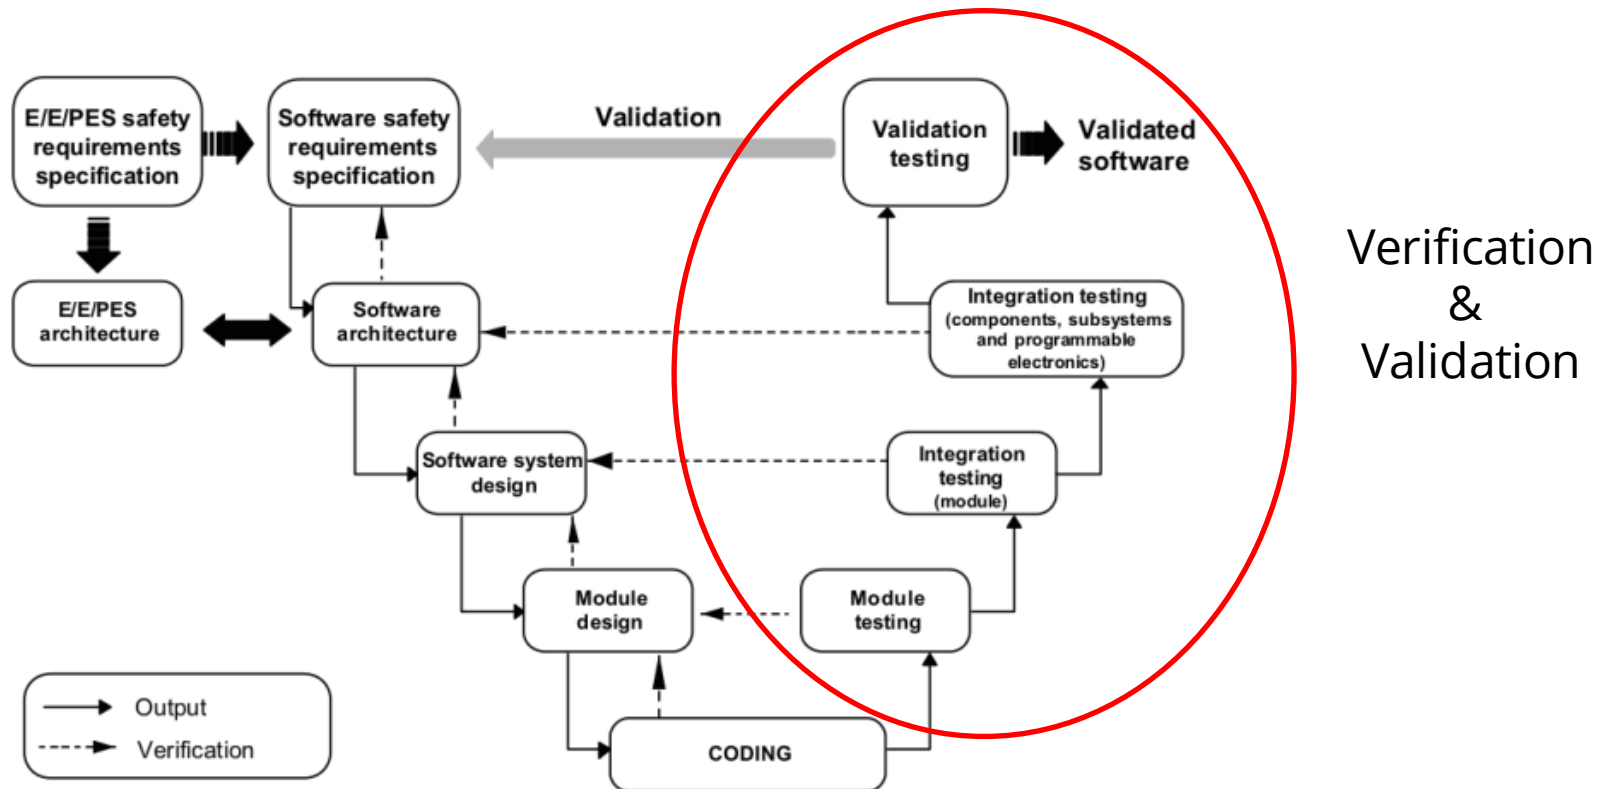 E/E/PES safety
requirements
specification
Software safety
requirements
specification
Validation
Validation
testing
Validated
software
Verification
&
Validation
E/E/PES
architecture
Software
architecture
Integration testing
(components, subsystems
and programmable
electronics)
Software system
design
Integration
testing
(module)
Module
design
Module
testing
Output
Verification
CODING